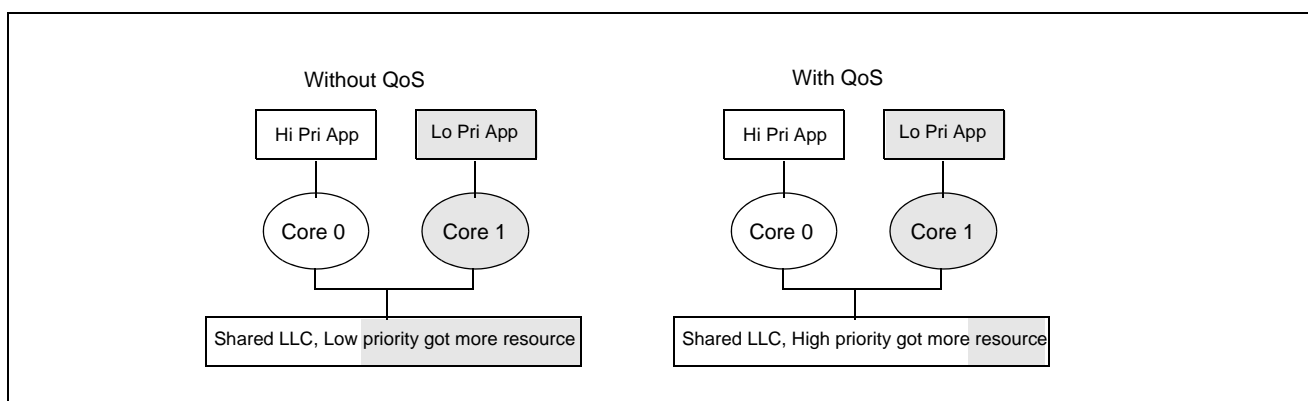 Without QoS
Hi Pri App
Lo Pri App
Core 0
Core 1
Shared LLC, Low priority got more resource
With QoS
Hi Pri App
Lo Pri App
Core 0
Core 1
Shared LLC, High priority got more resource